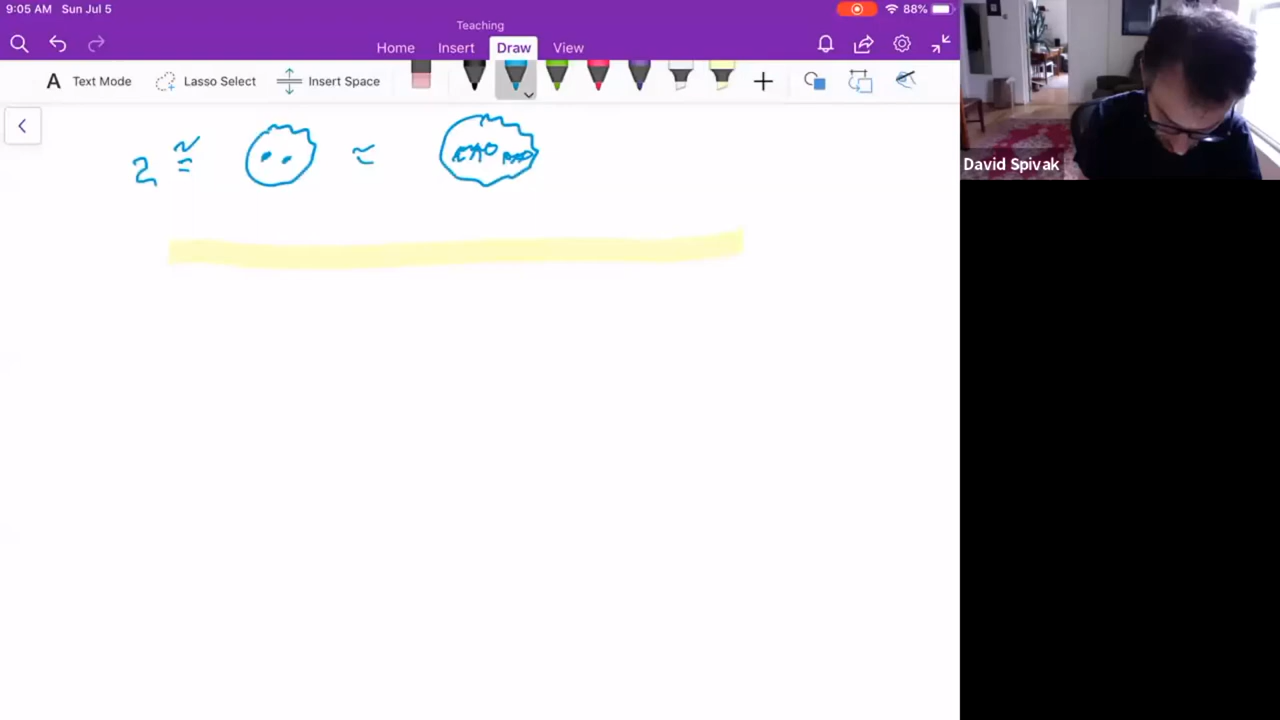 9:05 AM Sun Jul 5
88%
Teaching
Home Insert Draw View
Text Mode Lasso Select Insert Space
David Spivak
2 ≅ ≅